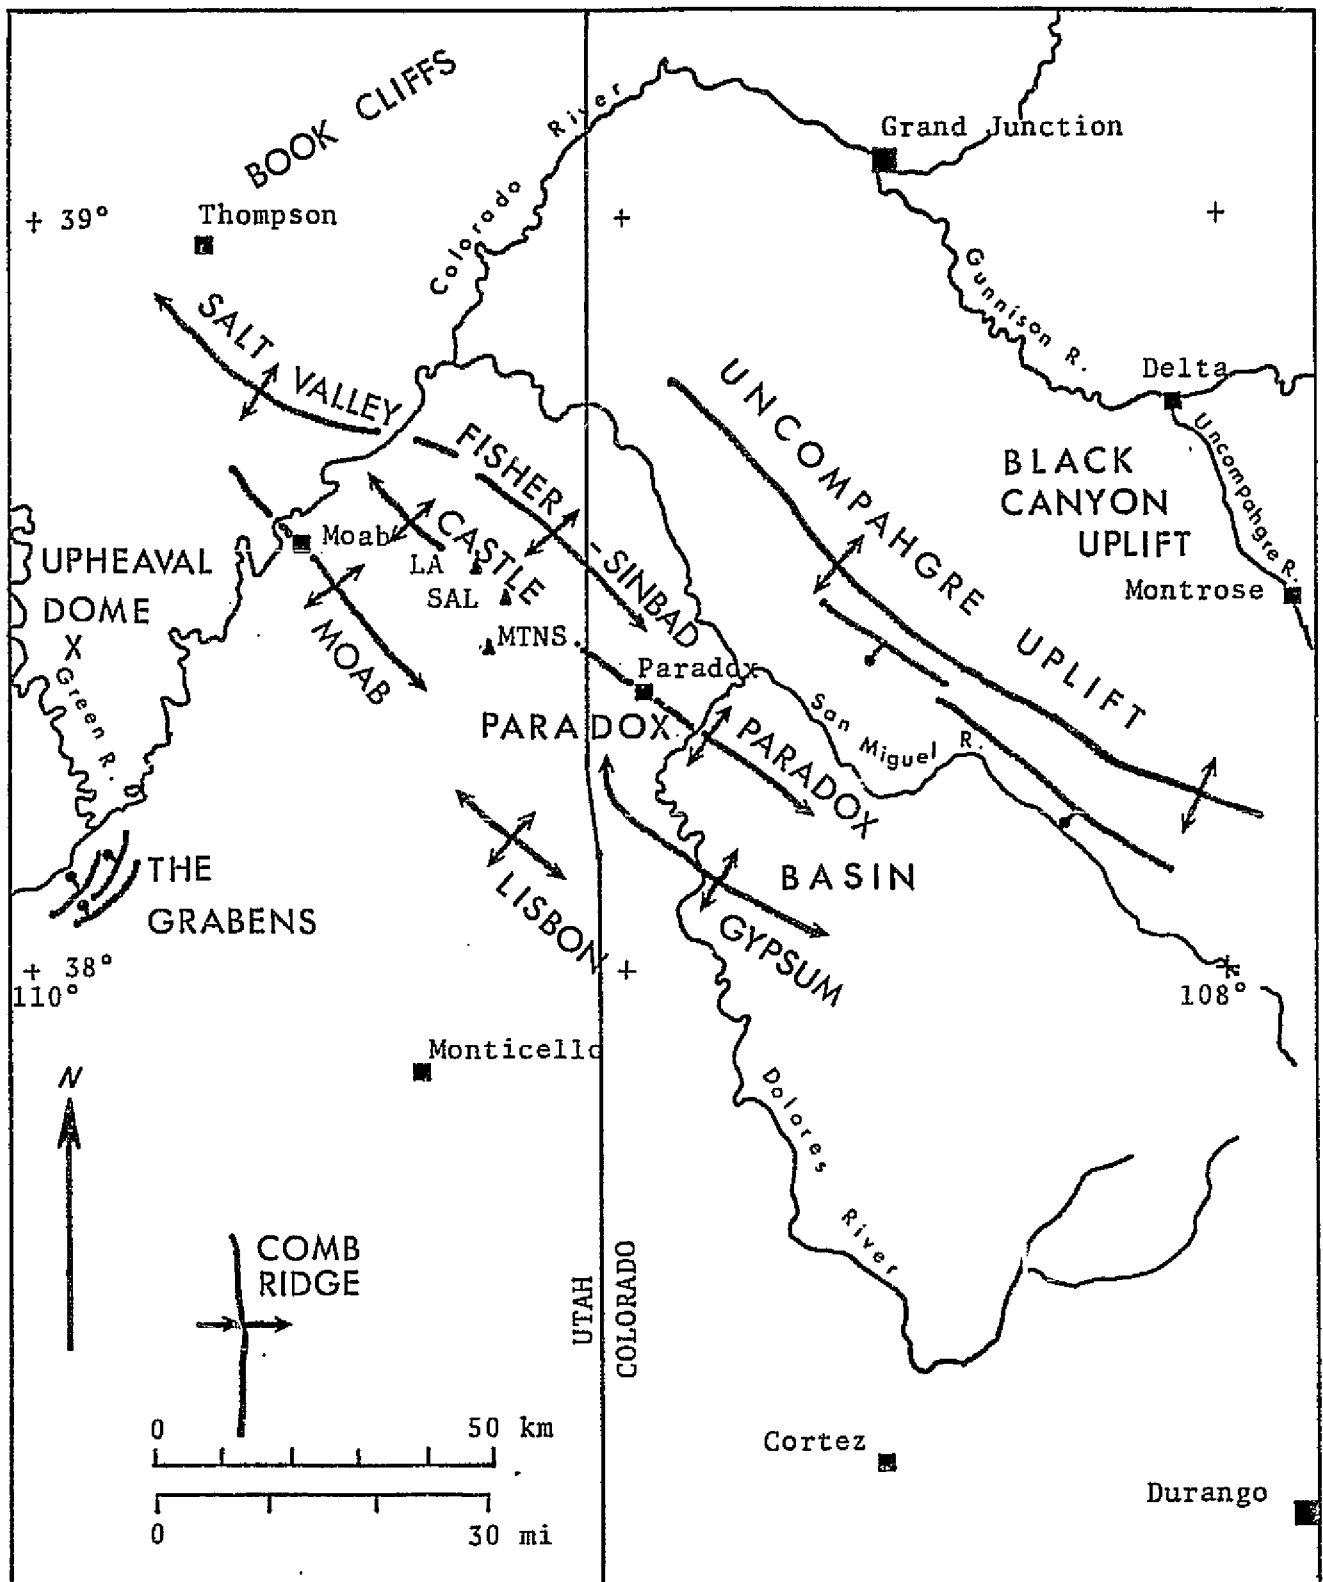 BOOK CLIFFS
Colorado River
Grand Junction
+ 39°
Thompson
Gunnison R.
SALT VALLEY
UNCOMPAHGRE UPLIFT
Delta
Uncompahgre R.
FISHER-SINBAD
BLACK
CANYON
UPLIFT
Moab
CASTLE
UPHEAVAL
DOME
X
LA
SAL
MTNS.
Montrose
MOAB
Green R.
Paradox
San Miguel R.
PARADOX
PARADOX
BASIN
LISBON
THE
GRABENS
GYPSUM
+ 38°
110°
108°
Monticello
N
Dolores River
COMB
RIDGE
UTAH
COLORADO
0 50 km
Cortez
Durango
0 30 mi